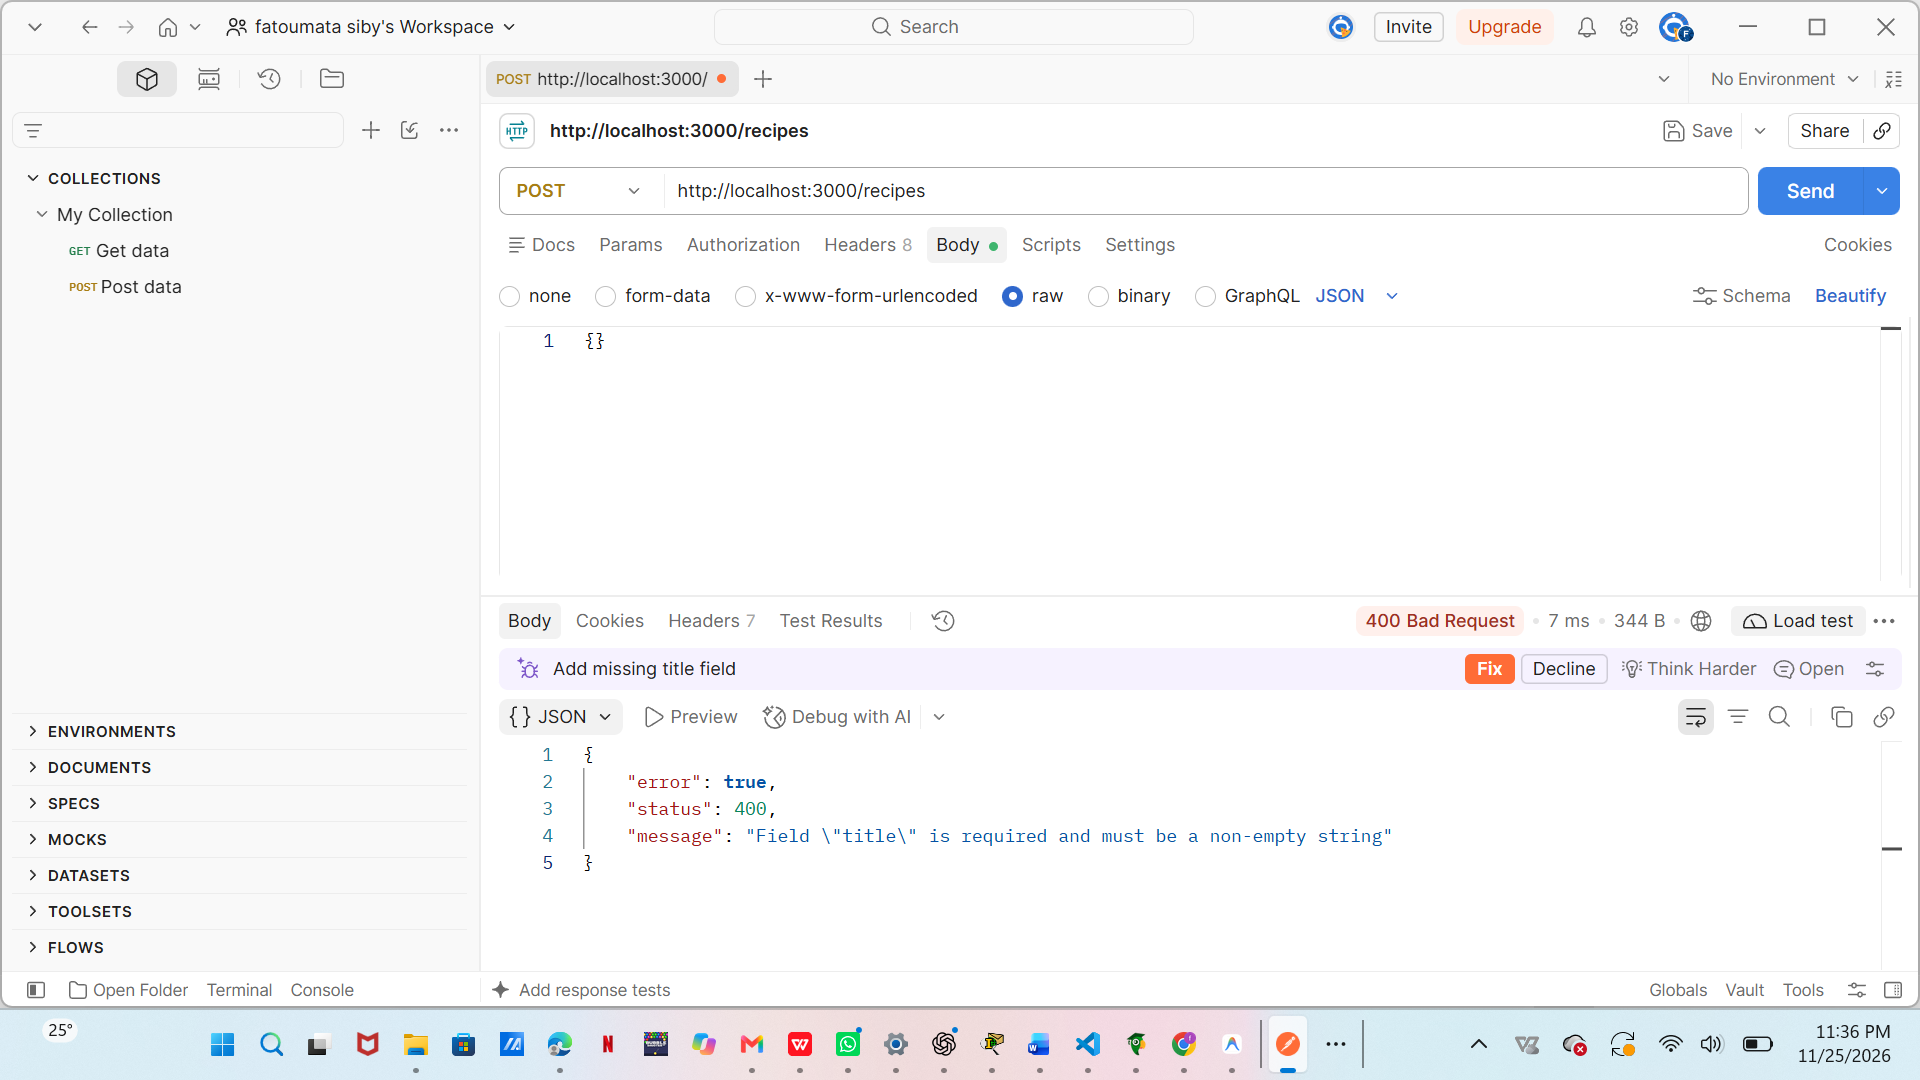 fatoumata siby's Workspace
Search
Invite
Upgrade
F
POST http://localhost:3000/
No Environment
HTTP http://localhost:3000/recipes
Save
Share
COLLECTIONS
My Collection
GET Get data
POST Post data
POST http://localhost:3000/recipes
Send
Docs Params Authorization Headers 8 Body Scripts Settings
Cookies
none form-data x-www-form-urlencoded raw binary GraphQL JSON
Schema Beautify
1 {}
ENVIRONMENTS
DOCUMENTS
SPECS
MOCKS
DATASETS
TOOLSETS
FLOWS
Body Cookies Headers 7 Test Results
400 Bad Request • 7 ms • 344 B •
Load test
Add missing title field
Fix Decline Think Harder Open
{} JSON Preview Debug with AI
1 {
2 "error": true,
3 "status": 400,
4 "message": "Field \"title\" is required and must be a non-empty string"
5 }
Open Folder Terminal Console
Add response tests
Globals Vault Tools
25°
11:36 PM
11/25/2026